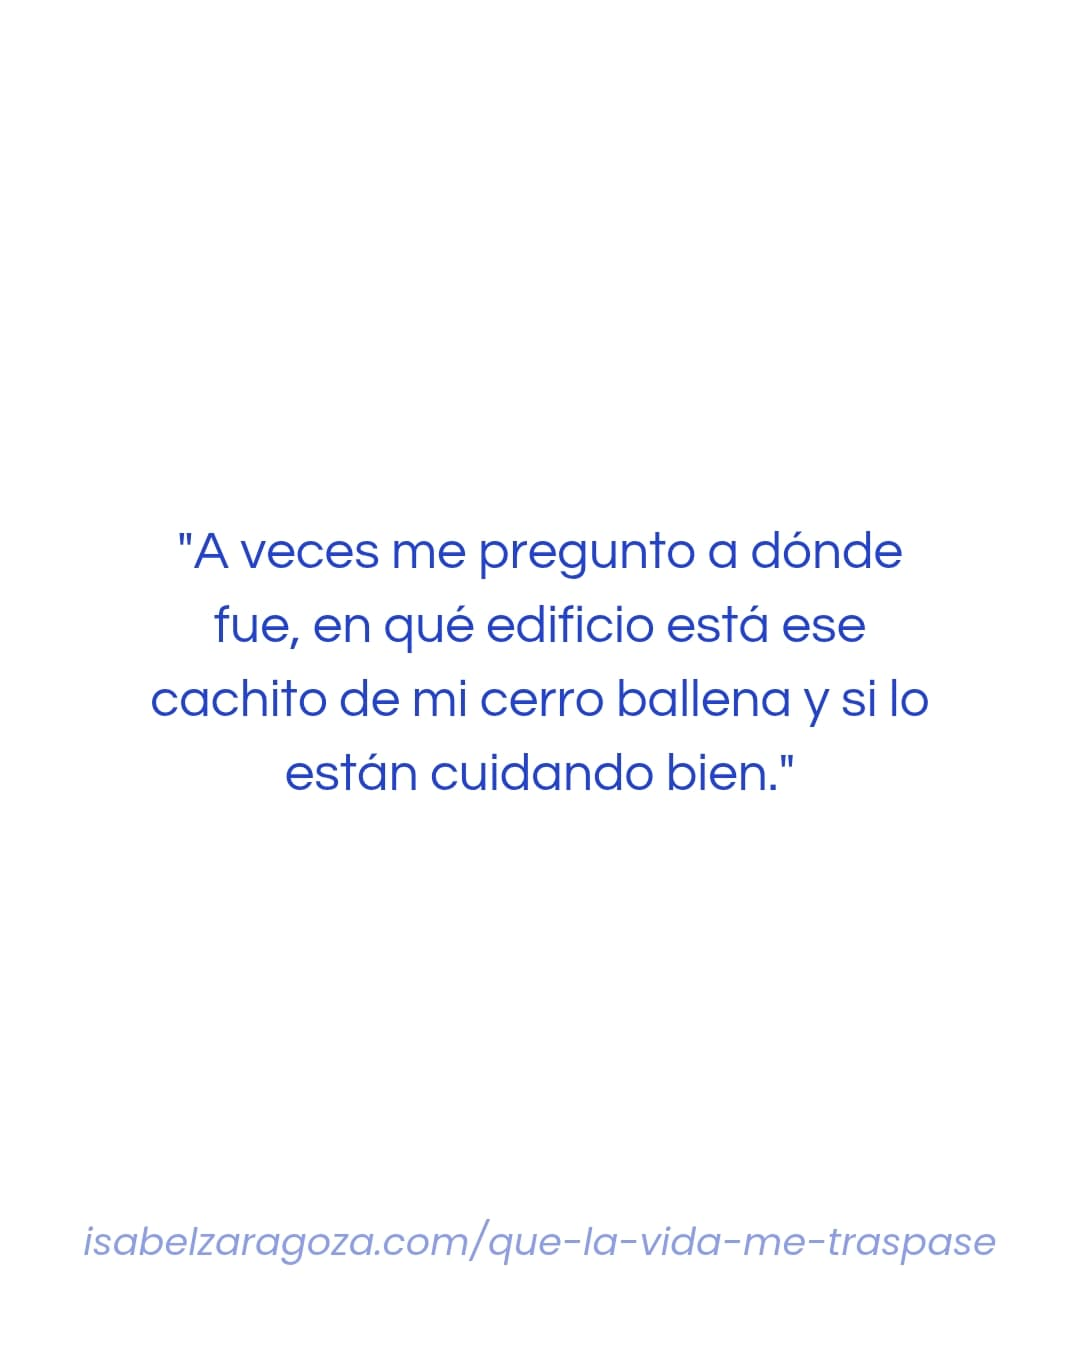 "A veces me pregunto a dónde
fue, en qué edificio está ese
cachito de mi cerro ballena y si lo
están cuidando bien."
isabelzaragoza.com/que-la-vida-me-traspase